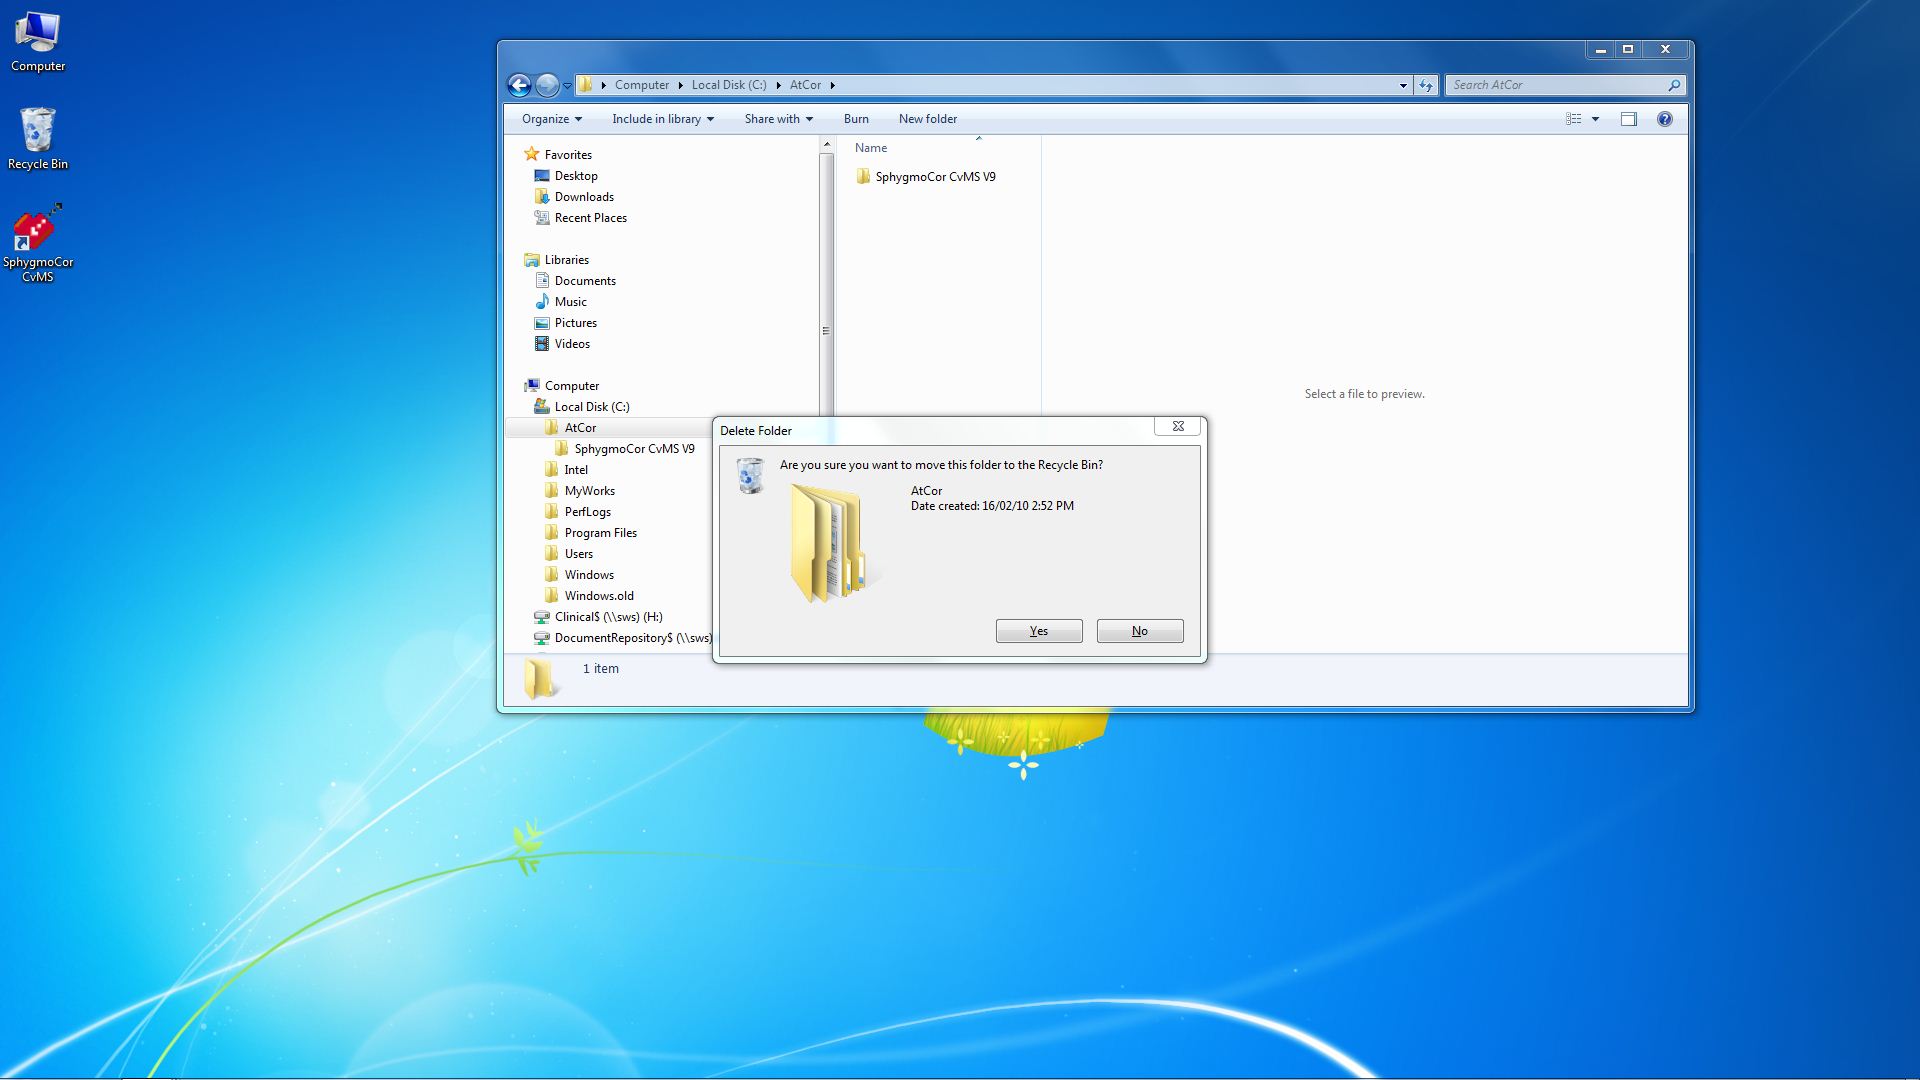 Computer
Recycle Bin
SphygmoCor
CvMS
Computer
Local Disk (C:)
AtCor
Search AtCor
Organize
Include in library
Share with
Burn
New folder
Favorites
Desktop
Downloads
Recent Places
Libraries
Documents
Music
Pictures
Videos
Computer
Local Disk (C:)
AtCor
SphygmoCor CvMS V9
Intel
MyWorks
PerfLogs
Program Files
Users
Windows
Windows.old
Clinical$ (\\sws) (H:)
DocumentRepository$ (\\sws)
1 item
Name
SphygmoCor CvMS V9
Select a file to preview.
Delete Folder
Are you sure you want to move this folder to the Recycle Bin?
AtCor
Date created: 16/02/10 2:52 PM
Yes
No